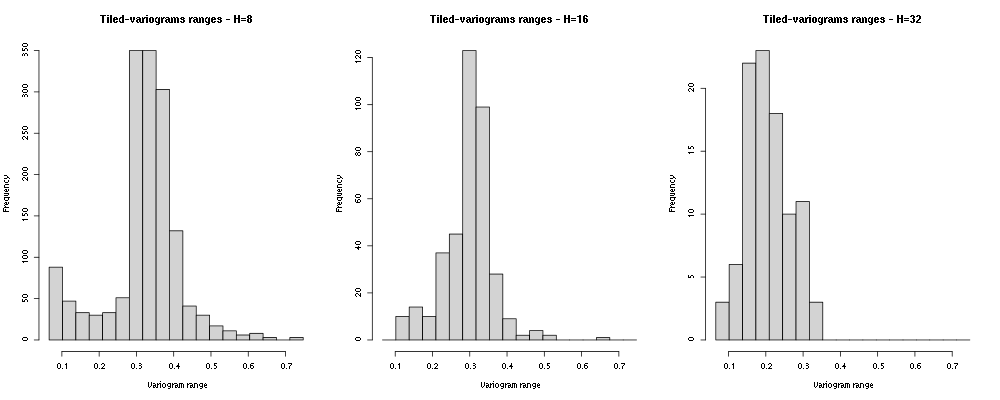 Tiled-variograms ranges - H=8
Tiled-variograms ranges - H=16
Tiled-variograms ranges - H=32
Frequency
350
300
250
200
150
100
50
0
0.1 0.2 0.3 0.4 0.5 0.6 0.7
Variogram range
Frequency
120
100
80
60
40
20
0
0.1 0.2 0.3 0.4 0.5 0.6 0.7
Variogram range
Frequency
20
15
10
5
0
0.1 0.2 0.3 0.4 0.5 0.6 0.7
Variogram range